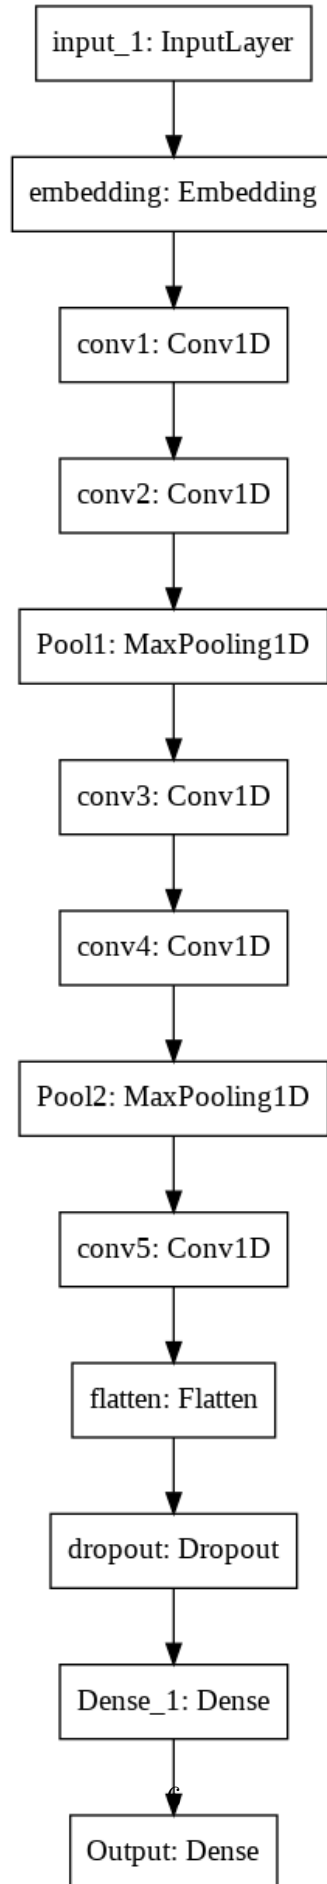 input_1: InputLayer
embedding: Embedding
conv1: Conv1D
conv2: Conv1D
Pool1: MaxPooling1D
conv3: Conv1D
conv4: Conv1D
Pool2: MaxPooling1D
conv5: Conv1D
flatten: Flatten
dropout: Dropout
Dense_1: Dense
Output: Dense